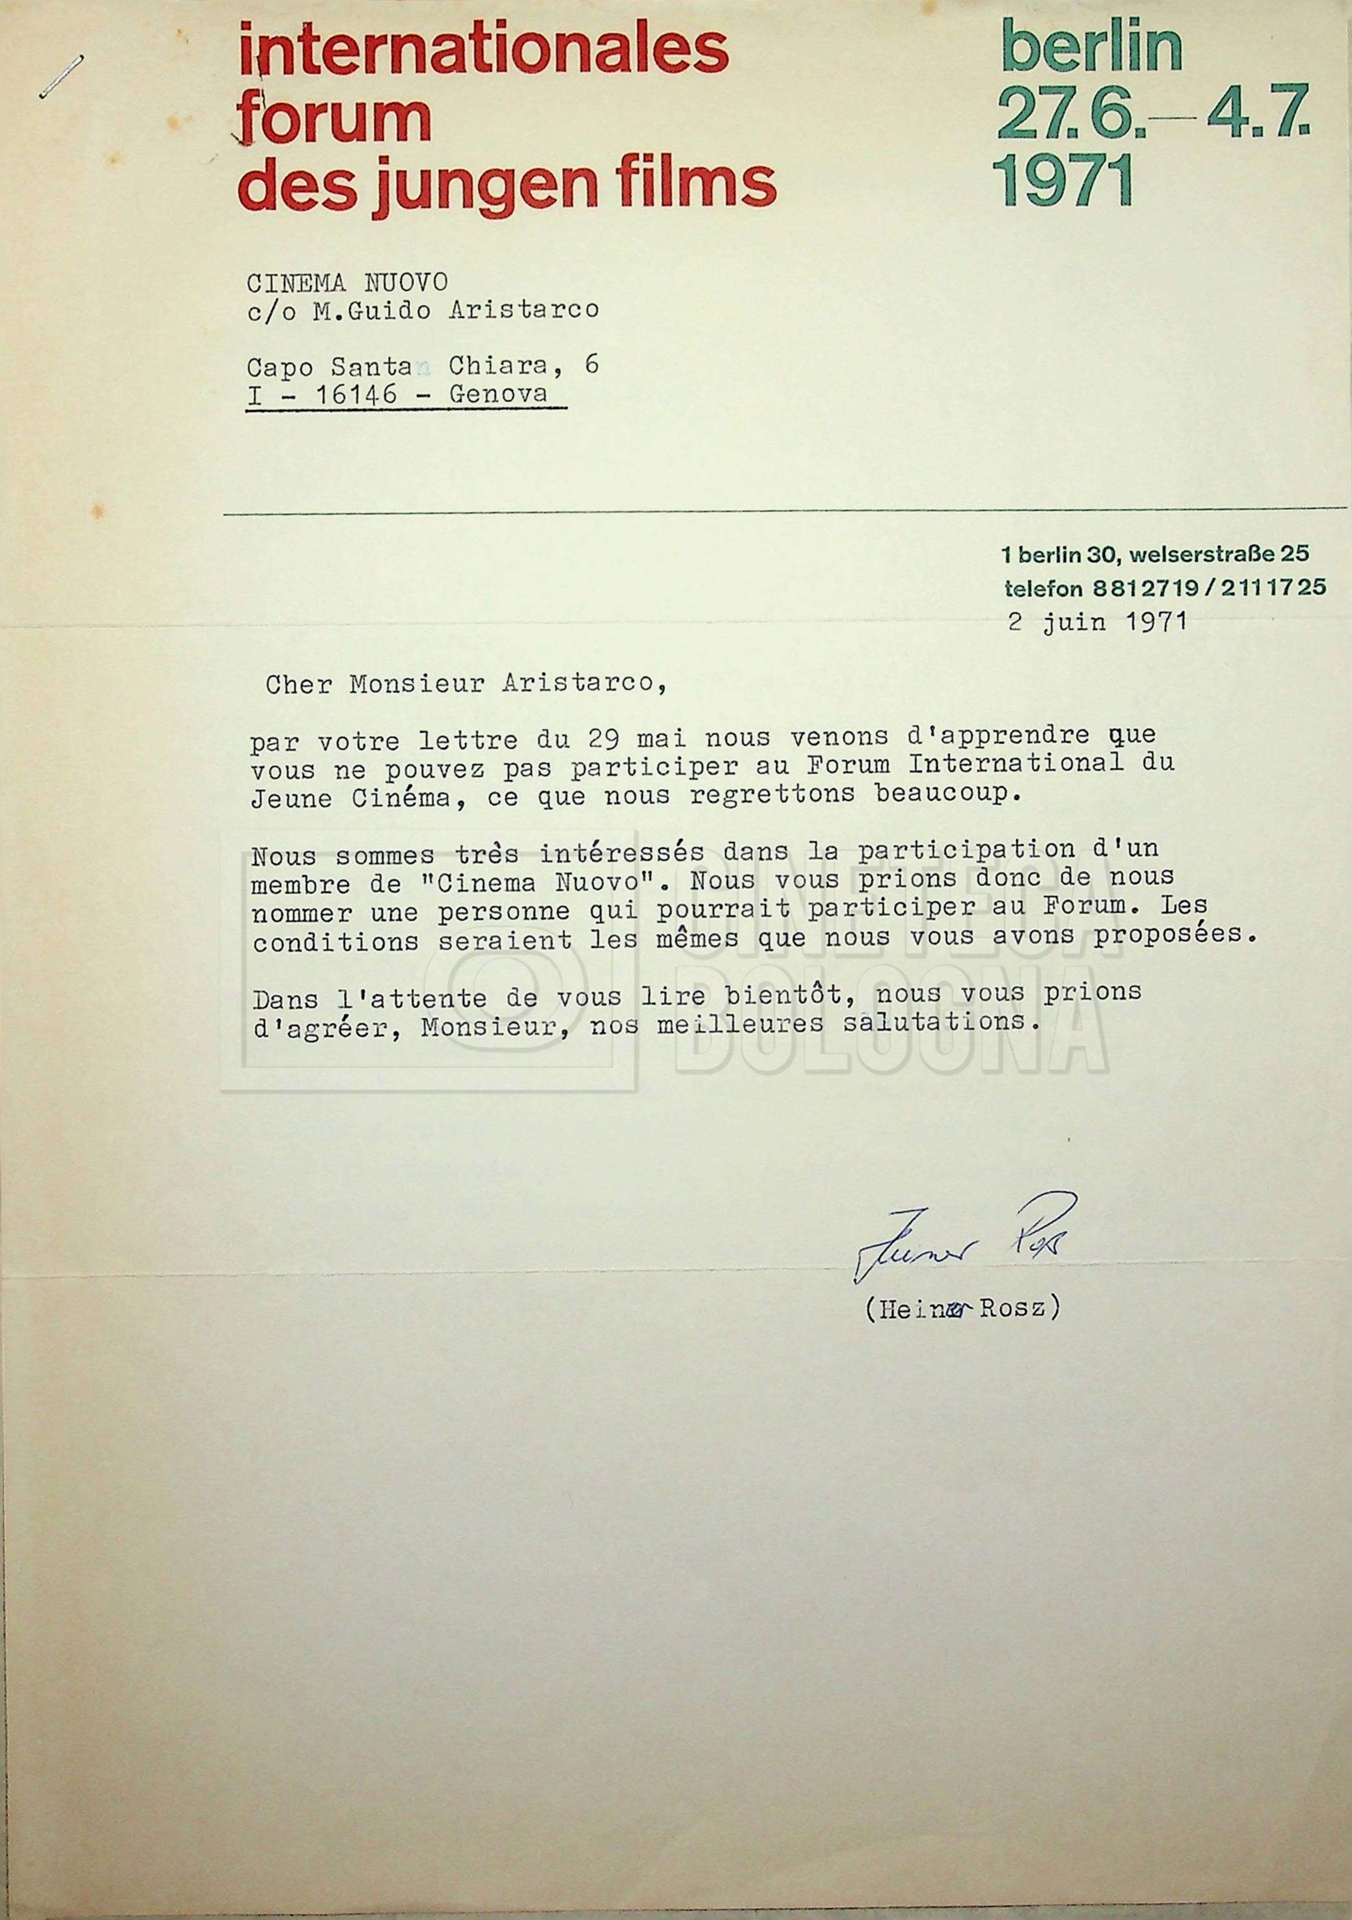 internationales
forum
des jungen films
berlin
27.6.—4.7.
1971
CINEMA NUOVO
c/o M.Guido Aristarco
Capo Santa Chiara, 6
I - 16146 - Genova
1 berlin 30, welserstraße 25
telefon 8812719 / 2111725
2 juin 1971
Cher Monsieur Aristarco,
par votre lettre du 29 mai nous venons d'apprendre que
vous ne pouvez pas participer au Forum International du
Jeune Cinéma, ce que nous regrettons beaucoup.
Nous sommes très intéressés dans la participation d'un
membre de "Cinema Nuovo". Nous vous prions donc de nous
nommer une personne qui pourrait participer au Forum. Les
conditions seraient les mêmes que nous vous avons proposées.
Dans l'attente de vous lire bientôt, nous vous prions
d'agréer, Monsieur, nos meilleures salutations.
CINETECA
BOLOGNA
Heiner Roß
(Heiner Rosz)